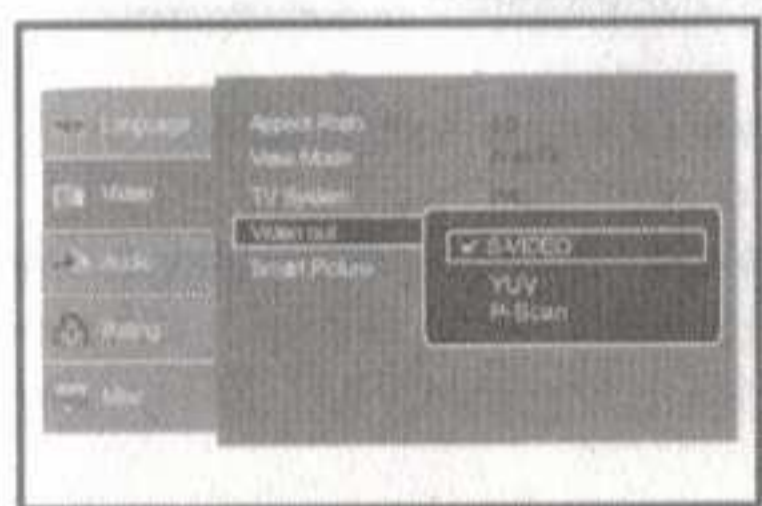 Language
Video
Audio
Rating
Misc
Aspect Ratio
View Mode
TV System
Video out
Smart Picture
✔ S-VIDEO
YUV
P-Scan